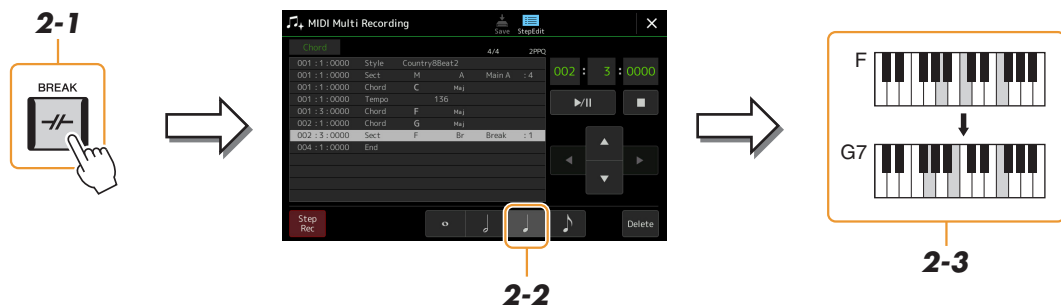 2-1
BREAK
MIDI Multi Recording
Save StepEdit
Chord 4/4 2PPQ
001 : 1 : 0000 Style Country8Beat2
001 : 1 : 0000 Sect M A Main A : 4
001 : 1 : 0000 Chord C Maj
001 : 1 : 0000 Tempo 136
001 : 3 : 0000 Chord F Maj
002 : 1 : 0000 Chord G Maj
002 : 3 : 0000 Sect F Br Break : 1
004 : 1 : 0000 End
002 : 3 : 0000
Step
Rec
Delete
2-2
F
G7
2-3